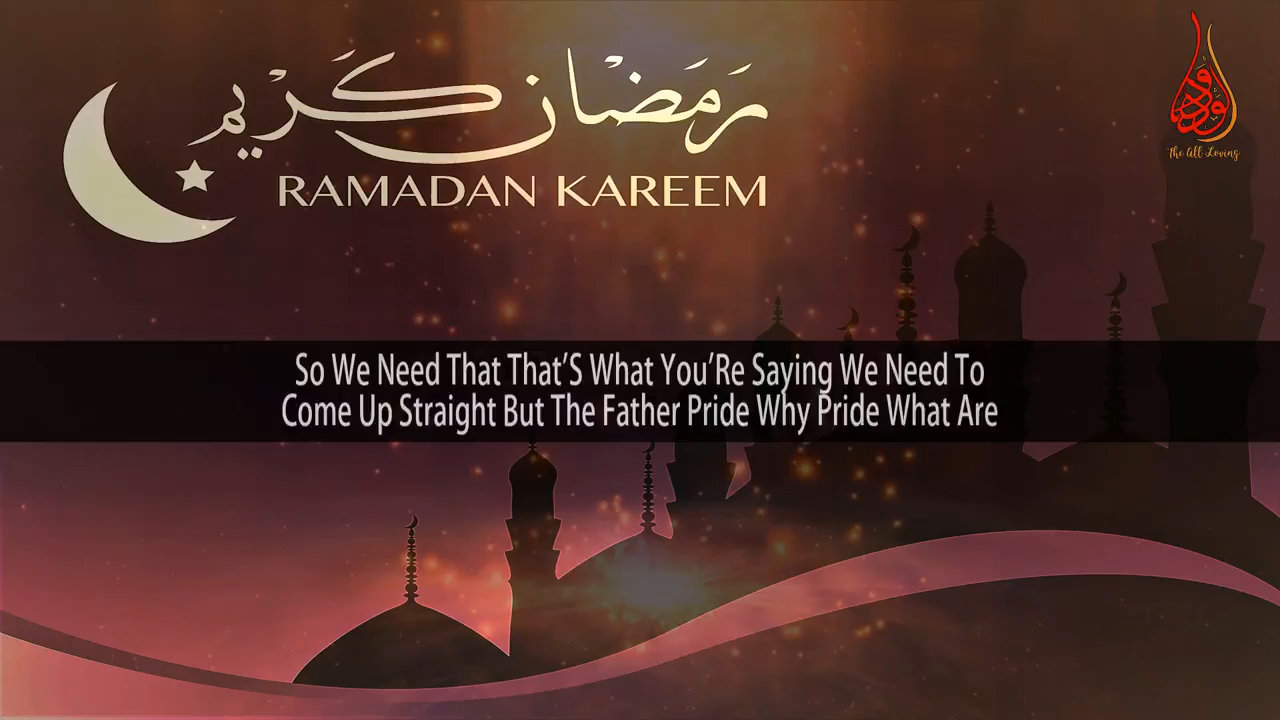 رَمَضَان كَرْيم
RAMADAN KAREEM
الودود
The All Loving
So We Need That That’S What You’Re Saying We Need To
Come Up Straight But The Father Pride Why Pride What Are